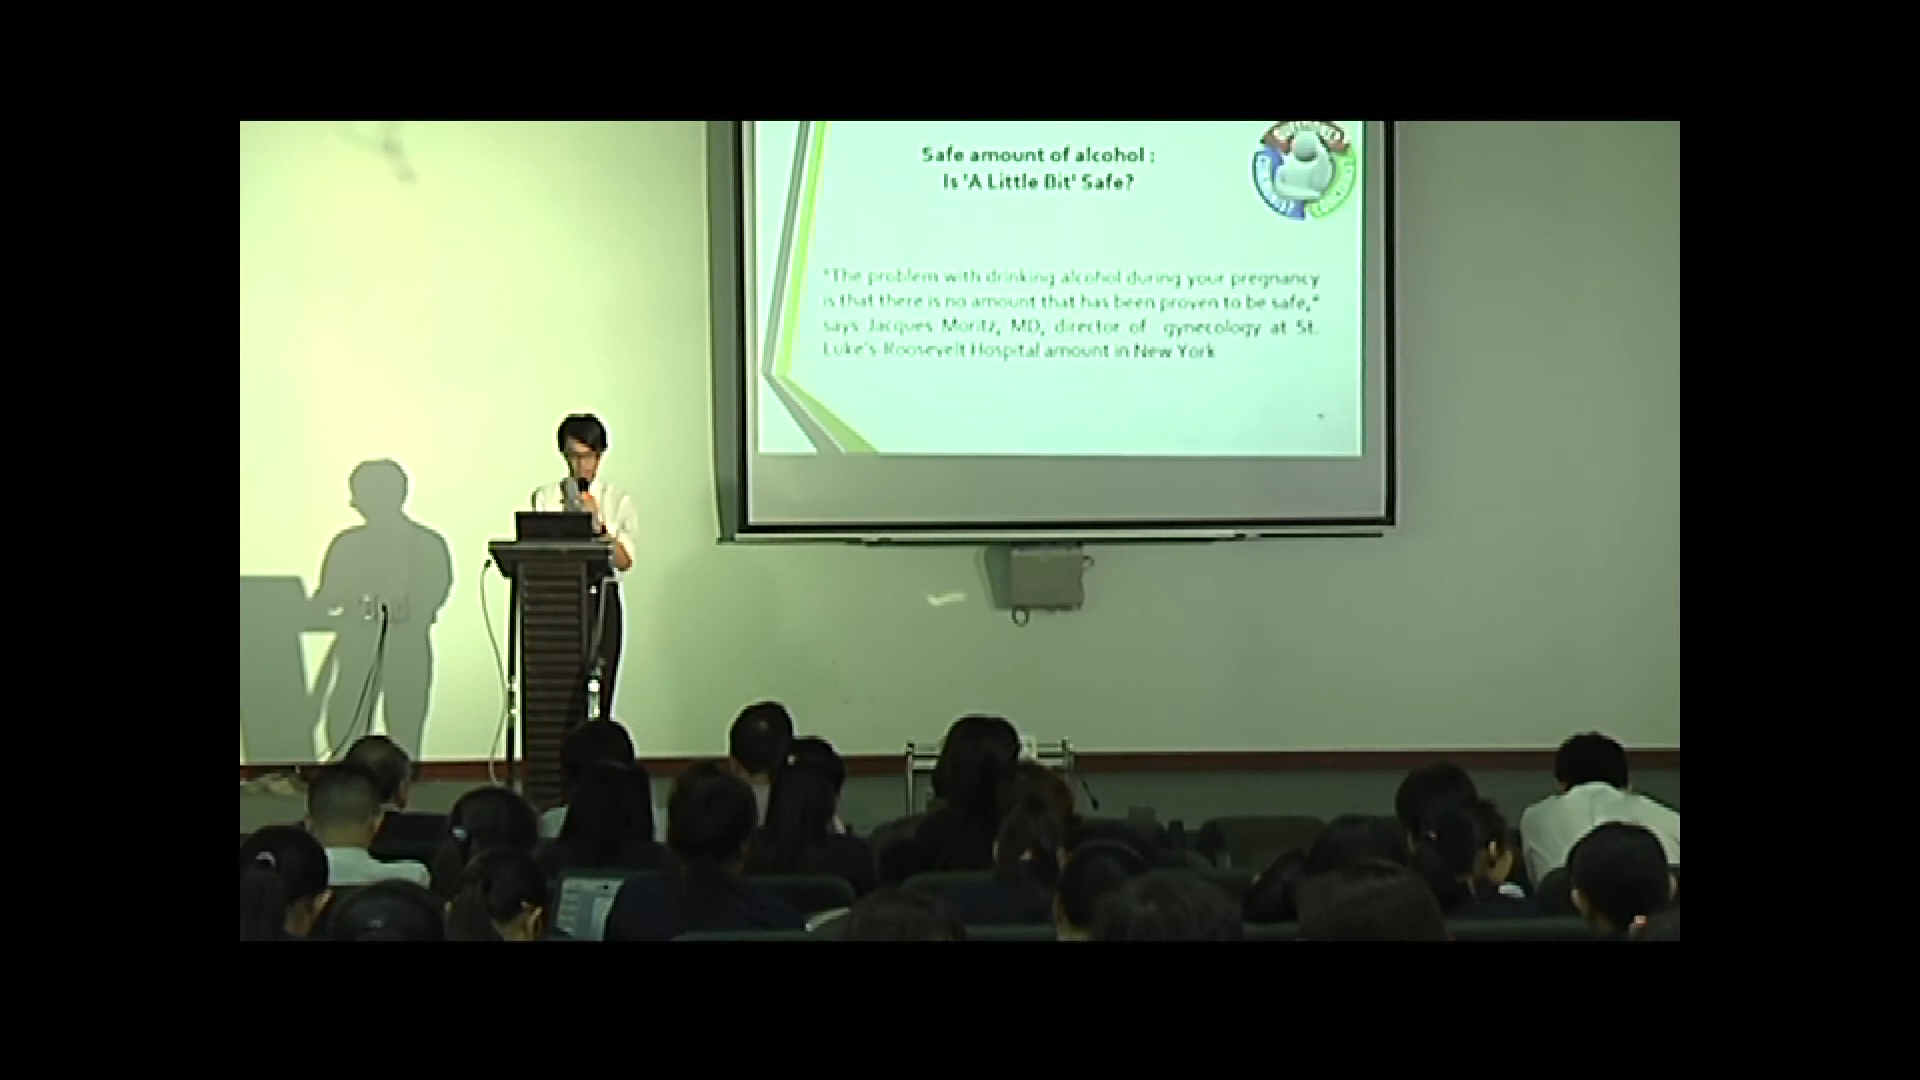 Safe amount of alcohol :
Is 'A Little Bit' Safe?
"The problem with drinking alcohol during your pregnancy
is that there is no amount that has been proven to be safe,"
says Jacques Moritz, MD, director of gynecology at St.
Luke's-Roosevelt Hospital amount in New York